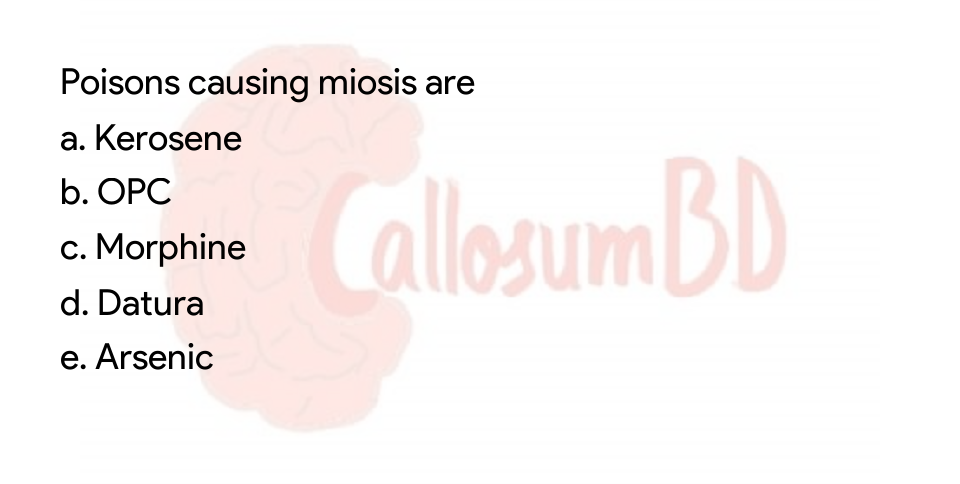 Poisons causing miosis are
a. Kerosene
b. OPC
c. Morphine
d. Datura
e. Arsenic
CallosumBD